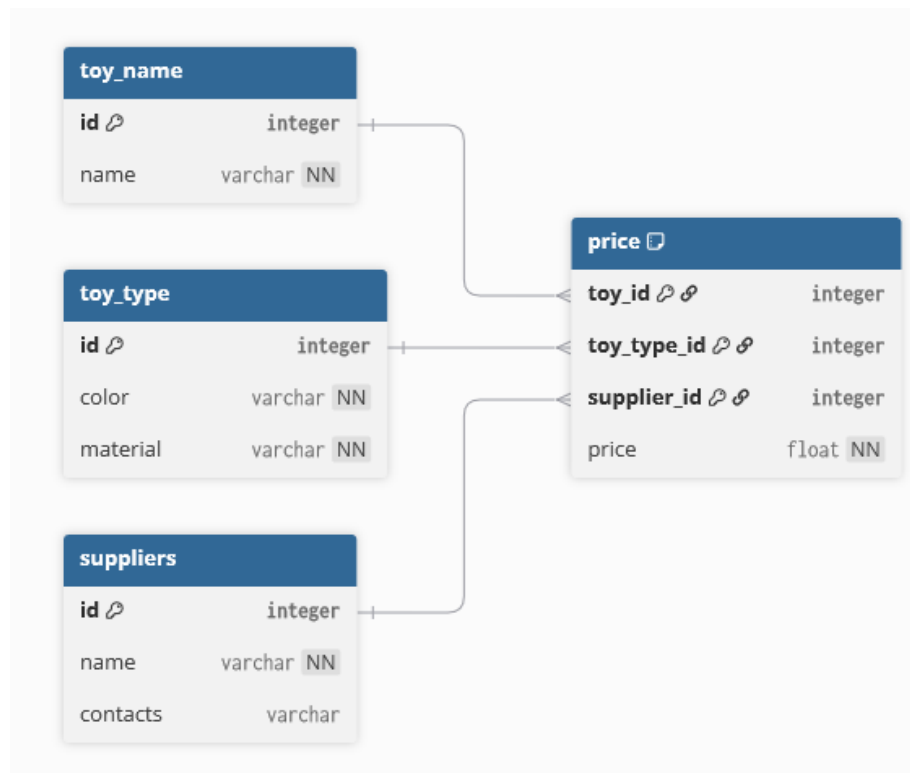 toy_name
id integer
name varchar NN
toy_type
id integer
color varchar NN
material varchar NN
suppliers
id integer
name varchar NN
contacts varchar
price
toy_id integer
toy_type_id integer
supplier_id integer
price float NN